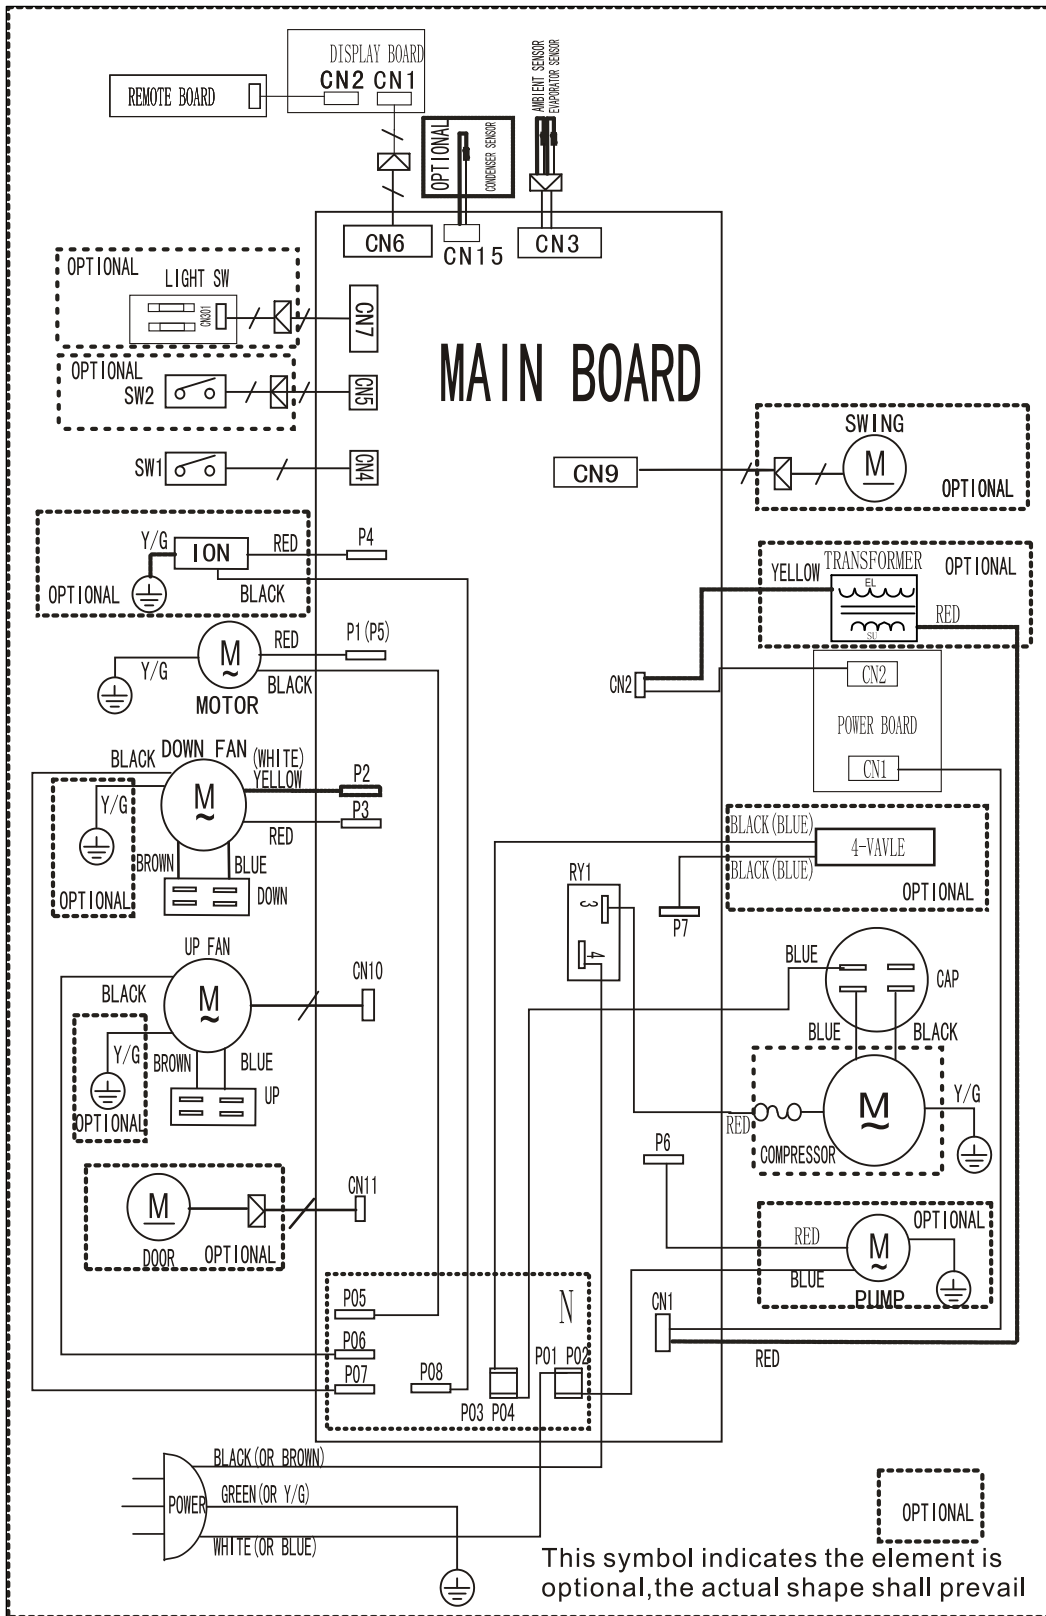 DISPLAY BOARD
CN2 CN1
REMOTE BOARD
OPTIONAL
CONDENSER SENSOR
AMBIENT SENSOR
EVAPORATOR SENSOR
CN6
CN15
CN3
OPTIONAL
LIGHT SW
CN301
CN7
MAIN BOARD
OPTIONAL
SW2
CN5
SW1
CN4
CN9
SWING
M
OPTIONAL
Y/G
ION
RED
P4
OPTIONAL
BLACK
YELLOW
TRANSFORMER
OPTIONAL
EL
SU
RED
RED
P1(P5)
Y/G
M
~
BLACK
MOTOR
CN2
CN2
POWER BOARD
CN1
BLACK
DOWN FAN
(WHITE)
YELLOW
P2
Y/G
M
~
P3
RED
BROWN
BLUE
OPTIONAL
DOWN
BLACK(BLUE)
4-VAVLE
BLACK(BLUE)
OPTIONAL
RY1
3
4
P7
UP FAN
BLACK
M
~
CN10
Y/G
BROWN
BLUE
OPTIONAL
UP
BLUE
CAP
BLUE
BLACK
M
~
Y/G
RED
COMPRESSOR
P6
M
DOOR
OPTIONAL
CN11
OPTIONAL
RED
M
~
BLUE
PUMP
CN1
RED
P05
N
P06
P07
P08
P01 P02
P03 P04
BLACK(OR BROWN)
POWER
GREEN(OR Y/G)
WHITE(OR BLUE)
OPTIONAL
This symbol indicates the element is
optional,the actual shape shall prevail